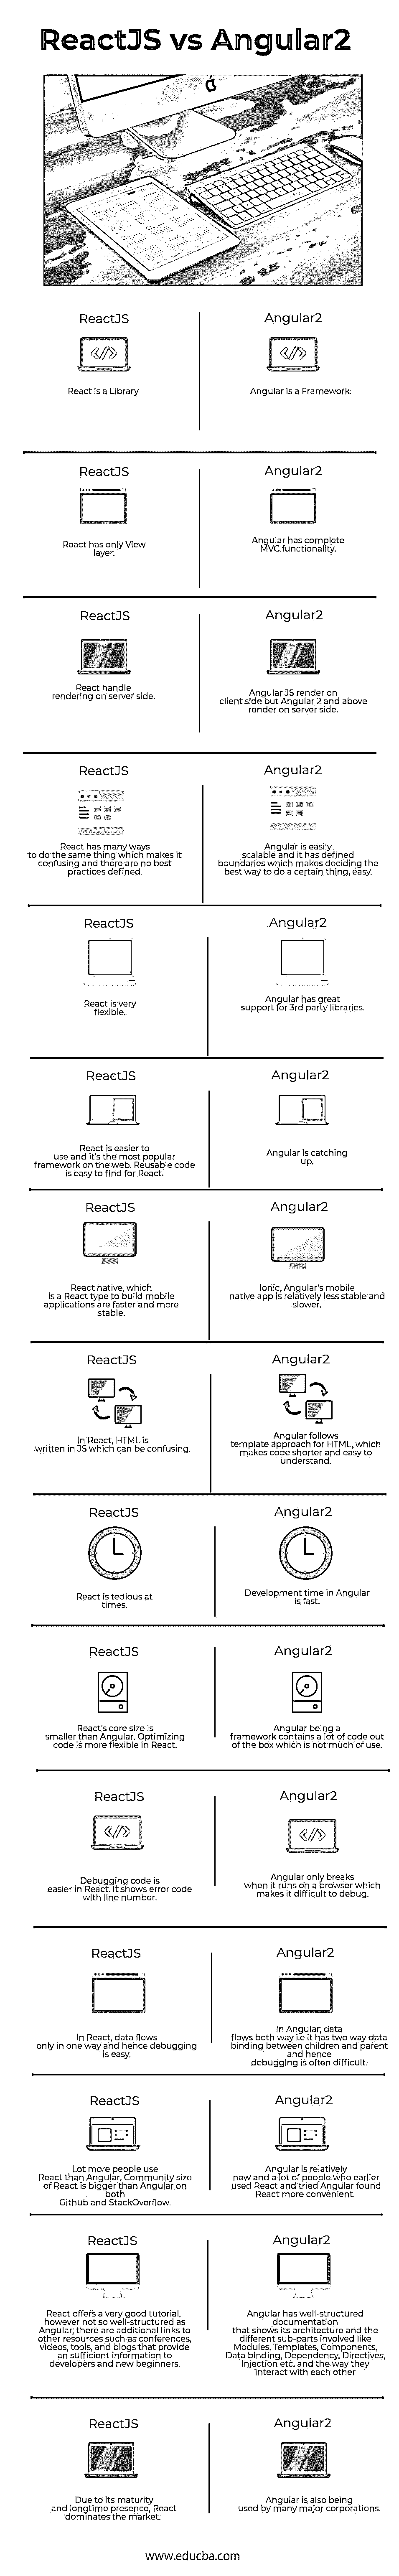 ReactJS vs Angular2
ReactJS
Angular2
React is a Library
Angular is a Framework.
ReactJS
Angular2
React has only View
layer.
Angular has complete
MVC functionality.
ReactJS
Angular2
React handle
rendering on server side.
Angular JS render on
client side but Angular 2 and above
render on server side.
ReactJS
Angular2
React has many ways
to do the same thing which makes it
confusing and there are no best
practices defined.
Angular is easily
scalable and it has defined
boundaries which makes deciding the
best way to do a certain thing, easy.
ReactJS
Angular2
React is very
flexible.
Angular has great
support for 3rd party libraries.
ReactJS
Angular2
React is easier to
use and it's the most popular
framework on the web. Reusable code
is easy to find for React.
Angular is catching
up.
ReactJS
Angular2
React native, which
is a React type to build mobile
applications are faster and more
stable.
Ionic, Angular's mobile
native app is relatively less stable and
slower.
ReactJS
Angular2
In React, HTML is
written in JS which can be confusing.
Angular follows
template approach for HTML, which
makes code shorter and easy to
understand.
ReactJS
Angular2
React is tedious at
times.
Development time in Angular
is fast.
ReactJS
Angular2
React's core size is
smaller than Angular. Optimizing
code is more flexible in React.
Angular being a
framework contains a lot of code out
of the box which is not much of use.
ReactJS
Angular2
Debugging code is
easier in React. It shows error code
with line number.
Angular only breaks
when it runs on a browser which
makes it difficult to debug.
ReactJS
Angular2
In React, data flows
only in one way and hence debugging
is easy.
In Angular, data
flows both way i.e it has two way data
binding between children and parent
and hence
debugging is often difficult.
ReactJS
Angular2
Lot more people use
React than Angular. Community size
of React is bigger than Angular on
both
Github and StackOverflow.
Angular is relatively
new and a lot of people who earlier
used React and tried Angular found
React more convenient.
ReactJS
Angular2
React offers a very good tutorial,
however not so well-structured as
Angular, there are additional links to
other resources such as conferences,
videos, tools, and blogs that provide
an sufficient information to
developers and new beginners.
Angular has well-structured
documentation
that shows its architecture and the
different sub-parts involved like
Modules, Templates, Components,
Data binding, Dependency, Directives,
Injection etc. and the way they
interact with each other
ReactJS
Angular2
Due to its maturity
and longtime presence, React
dominates the market.
Angular is also being
used by many major corporations.
www.educba.com